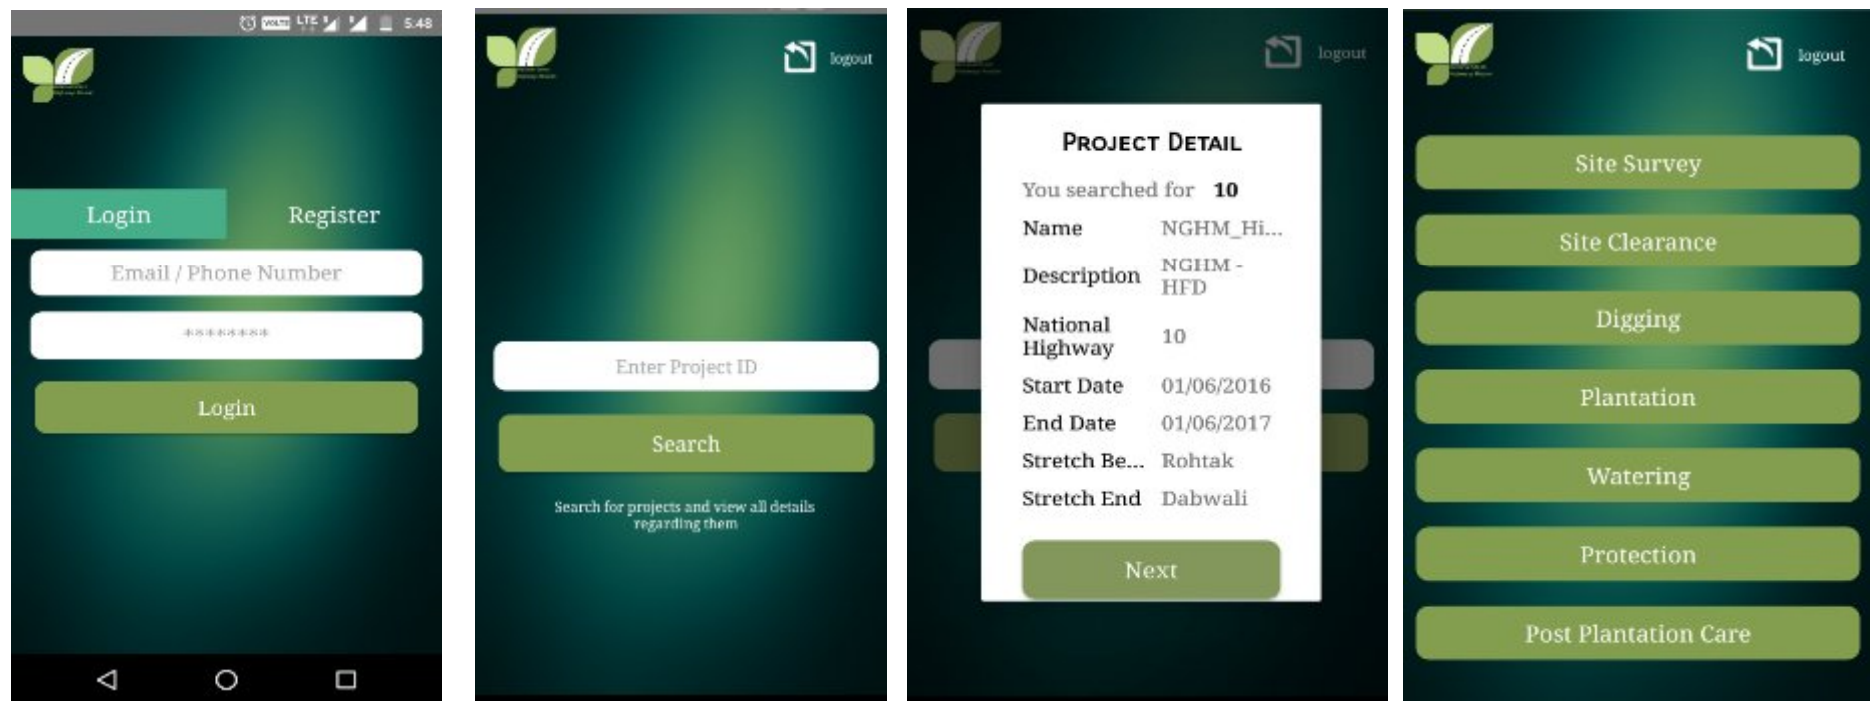 VOLTE LTE 5.48
Login Register
Email / Phone Number
********
Login
logout
Enter Project ID
Search
Search for projects and view all details
regarding them
logout
PROJECT DETAIL
You searched for 10
Name NGHM_Hi...
Description NGHM -
HFD
National
Highway 10
Start Date 01/06/2016
End Date 01/06/2017
Stretch Be... Rohtak
Stretch End Dabwali
Next
logout
Site Survey
Site Clearance
Digging
Plantation
Watering
Protection
Post Plantation Care